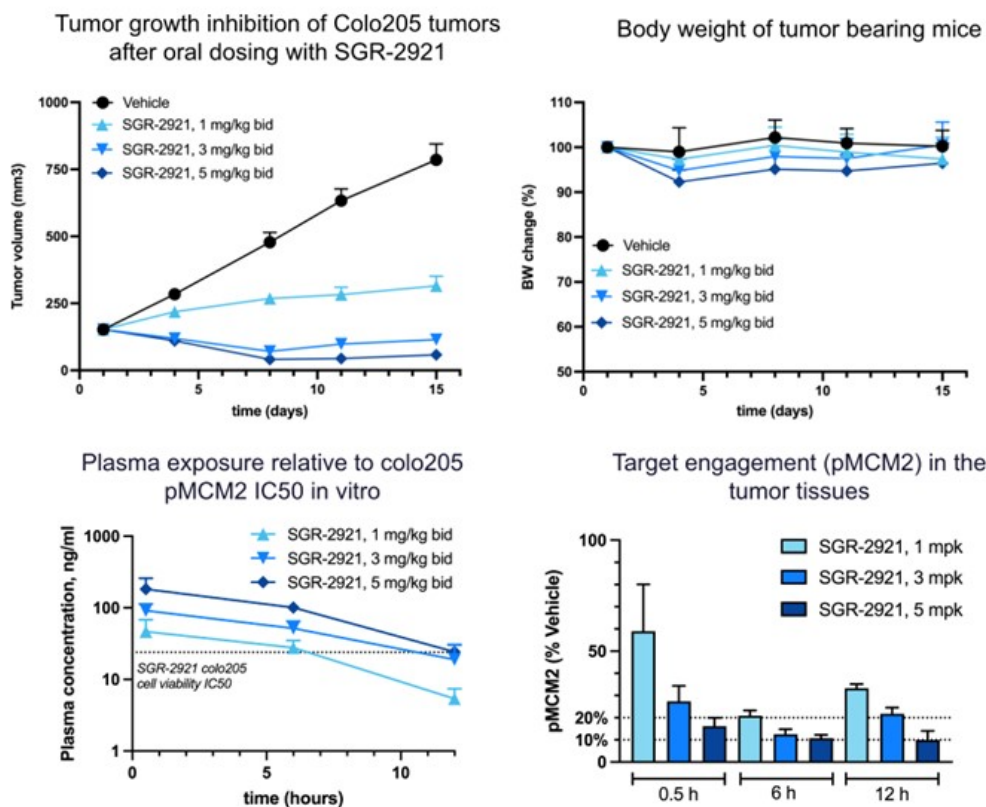 Tumor growth inhibition of Colo205 tumors
after oral dosing with SGR-2921
1000
750
500
250
0
Tumor volume (mm3)
Vehicle
SGR-2921, 1 mg/kg bid
SGR-2921, 3 mg/kg bid
SGR-2921, 5 mg/kg bid
0
5
10
15
time (days)
Body weight of tumor bearing mice
110
100
90
80
70
60
50
BW change (%)
Vehicle
SGR-2921, 1 mg/kg bid
SGR-2921, 3 mg/kg bid
SGR-2921, 5 mg/kg bid
0
5
10
15
time (days)
Plasma exposure relative to colo205
pMCM2 IC50 in vitro
1000
100
10
1
Plasma concentration, ng/ml
SGR-2921, 1 mg/kg bid
SGR-2921, 3 mg/kg bid
SGR-2921, 5 mg/kg bid
SGR-2921 colo205
cell viability IC50
0
5
10
time (hours)
Target engagement (pMCM2) in the
tumor tissues
100
50
20%
10%
0
pMCM2 (% Vehicle)
SGR-2921, 1 mpk
SGR-2921, 3 mpk
SGR-2921, 5 mpk
0.5 h
6 h
12 h